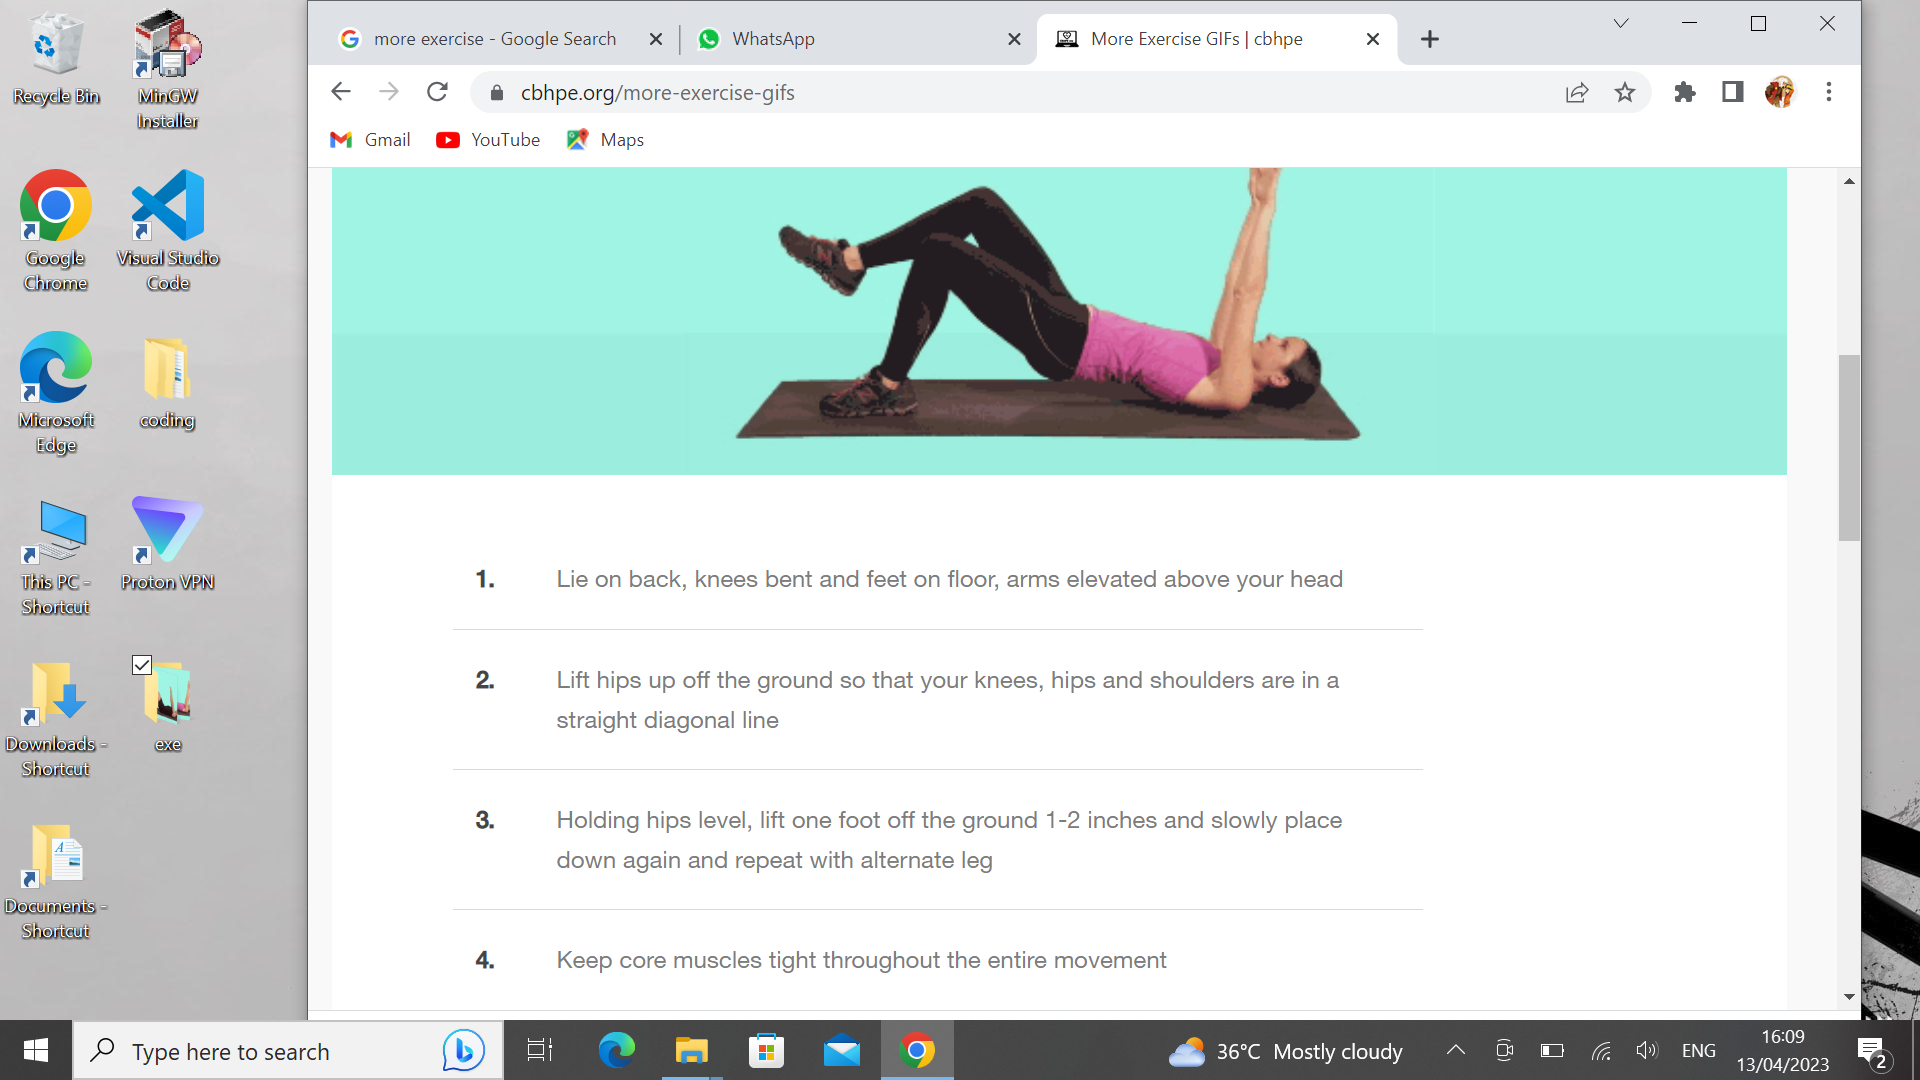 Recycle Bin
MinGW
Installer
Google
Chrome
Visual Studio
Code
Microsoft
Edge
coding
This PC -
Shortcut
Proton VPN
Downloads -
Shortcut
exe
Documents -
Shortcut
more exercise - Google Search
WhatsApp
More Exercise GIFs | cbhpe
cbhpe.org/more-exercise-gifs
Gmail
YouTube
Maps
1. Lie on back, knees bent and feet on floor, arms elevated above your head
2. Lift hips up off the ground so that your knees, hips and shoulders are in a
straight diagonal line
3. Holding hips level, lift one foot off the ground 1-2 inches and slowly place
down again and repeat with alternate leg
4. Keep core muscles tight throughout the entire movement
Type here to search
36°C Mostly cloudy
ENG
16:09
13/04/2023
2